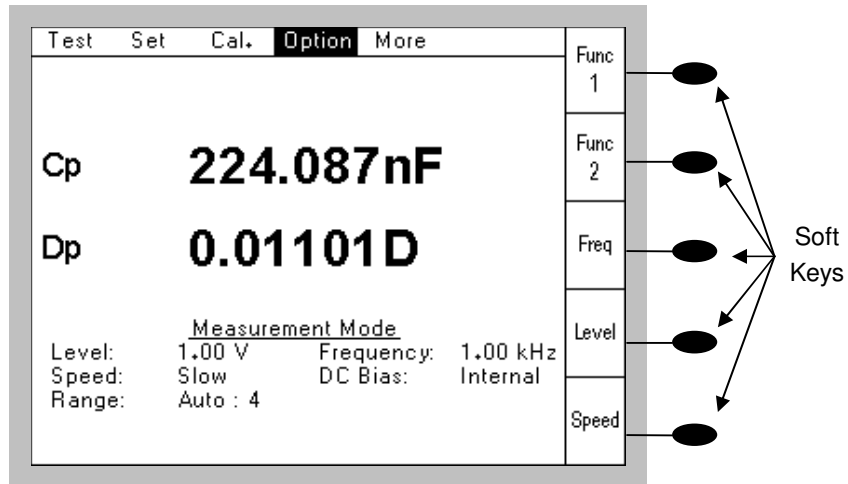 Test Set Cal. Option More
Func
1
Func
2
Freq
Level
Speed
Cp 224.087nF
Dp 0.01101D
Measurement Mode
Level: 1.00 V Frequency: 1.00 kHz
Speed: Slow DC Bias: Internal
Range: Auto : 4
Soft
Keys